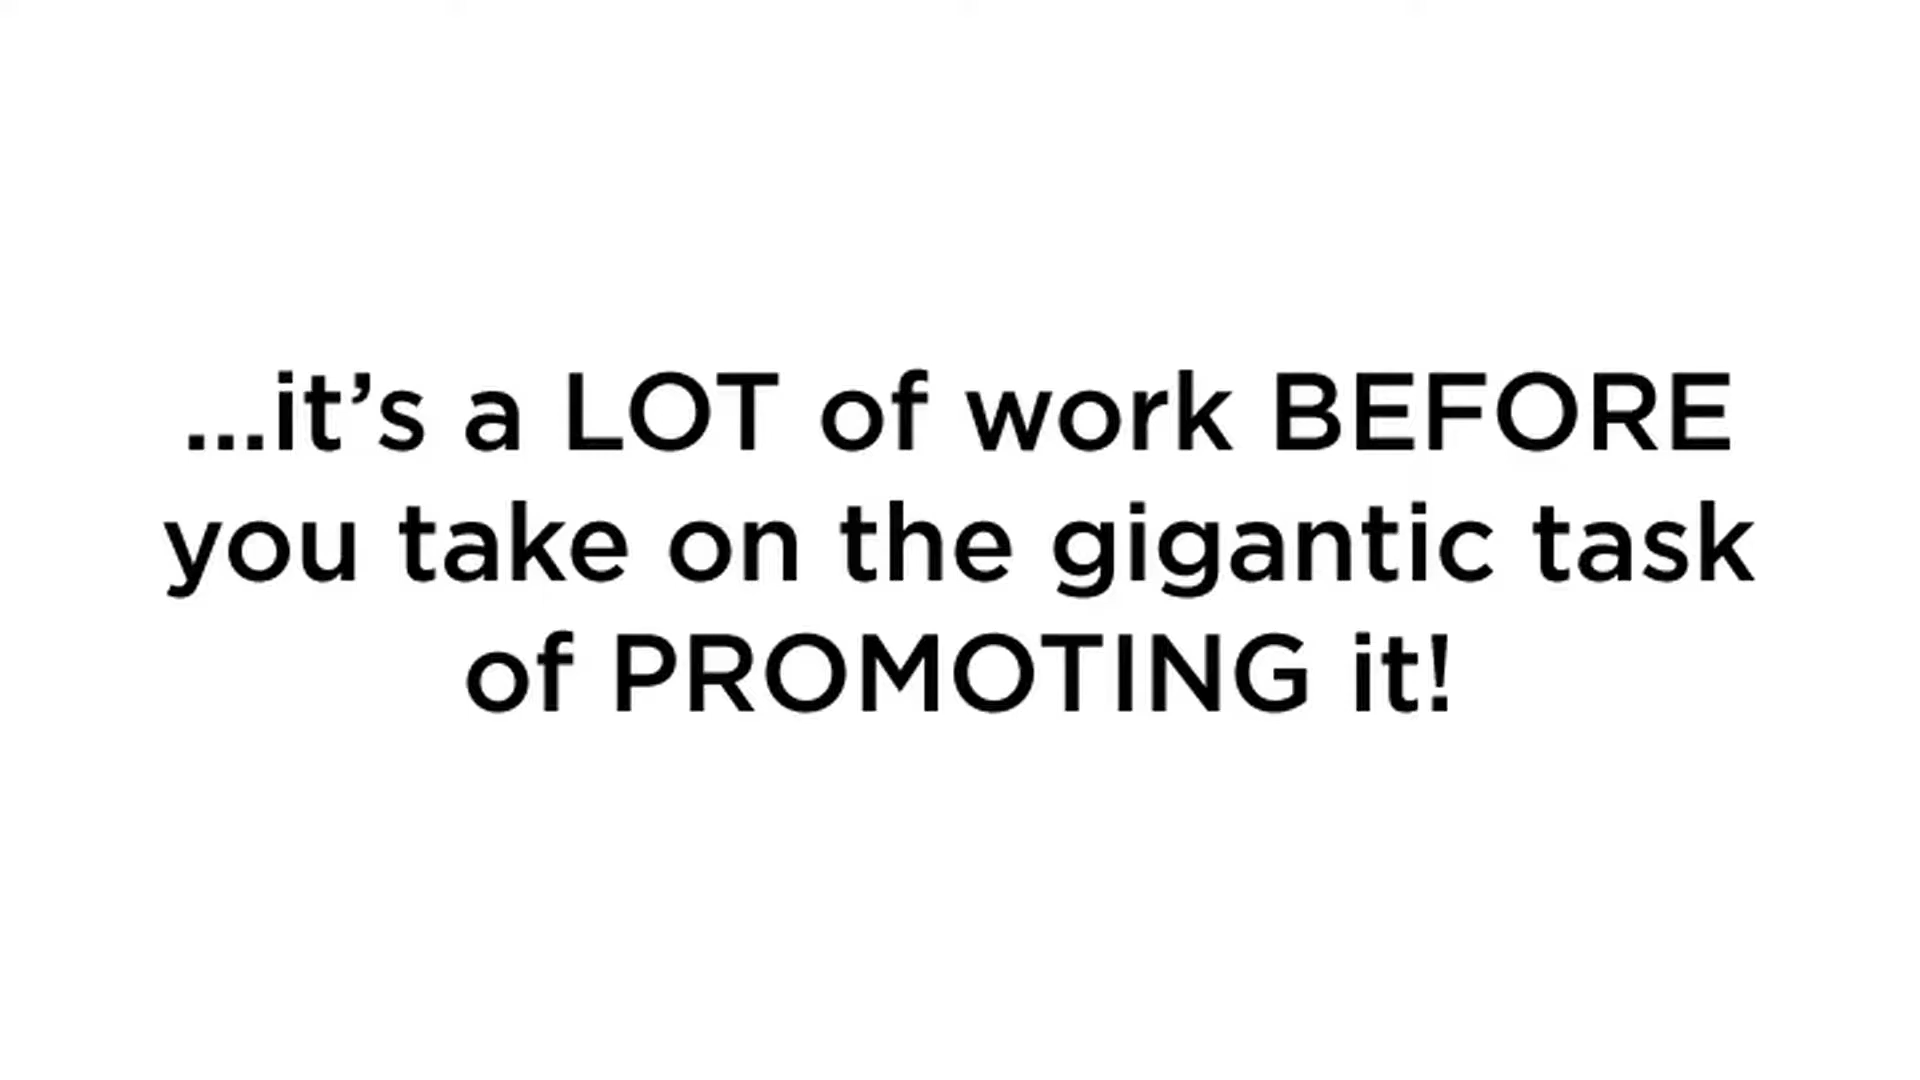 ...it’s a LOT of work BEFORE
you take on the gigantic task
of PROMOTING it!